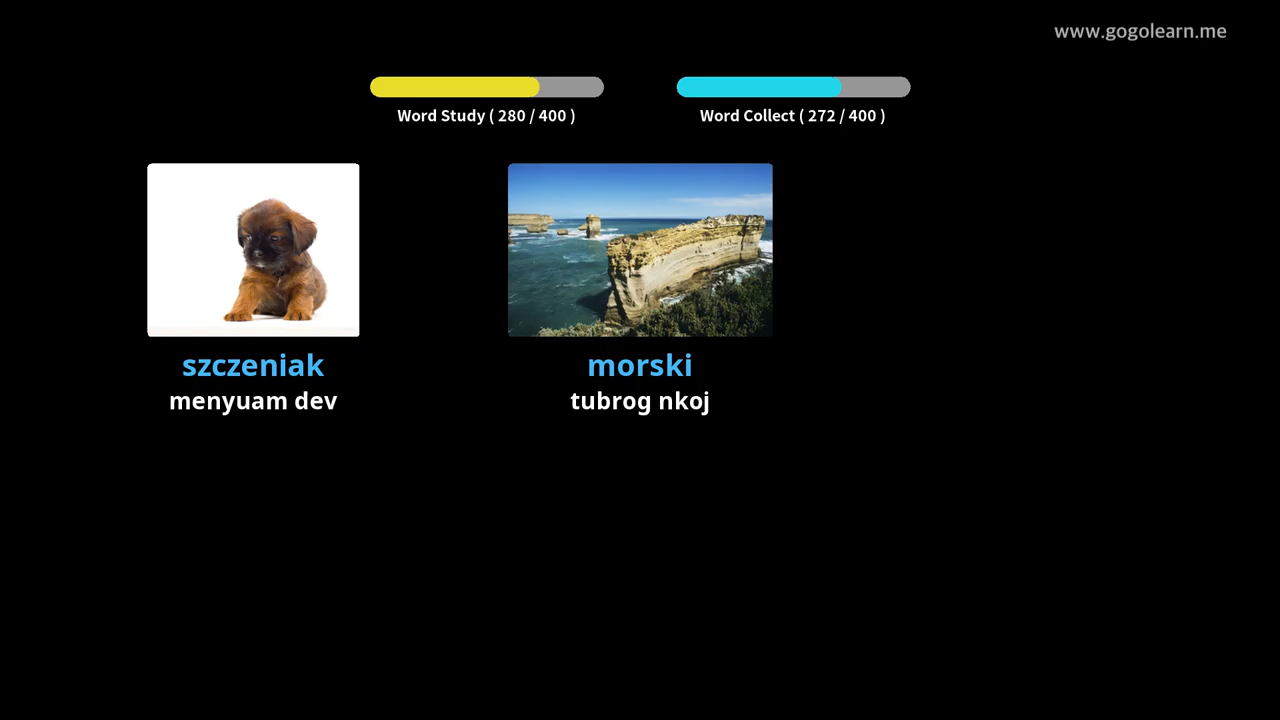 www.gogolearn.me
Word Study ( 280 / 400 )
Word Collect ( 272 / 400 )
szczeniak
menyuam dev
morski
tubrog nkoj